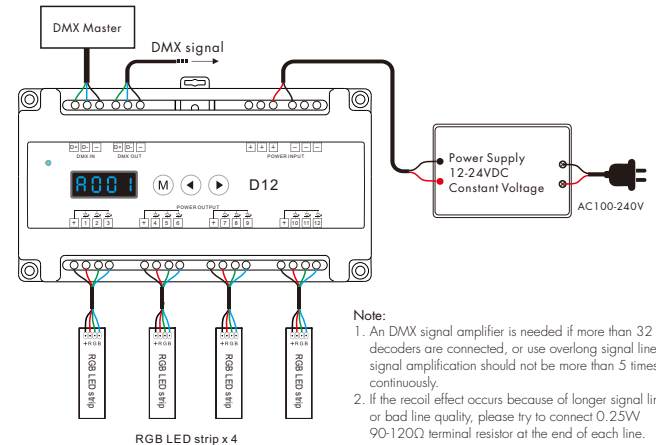 DMX Master
DMX signal
D+ D- − D+ D- − + + + − − −
DMX IN DMX OUT POWER INPUT
A001 M D12
POWER OUTPUT
+ 1 2 3 + 4 5 6 + 7 8 9 + 10 11 12
Power Supply
12-24VDC
Constant Voltage
AC100-240V
+RGB +RGB +RGB +RGB
RGB LED strip RGB LED strip RGB LED strip RGB LED strip
RGB LED strip x 4
Note:
1. An DMX signal amplifier is needed if more than 32
decoders are connected, or use overlong signal line
signal amplification should not be more than 5 times
continuously.
2. If the recoil effect occurs because of longer signal li
or bad line quality, please try to connect 0.25W
90-120Ω terminal resistor at the end of each line.